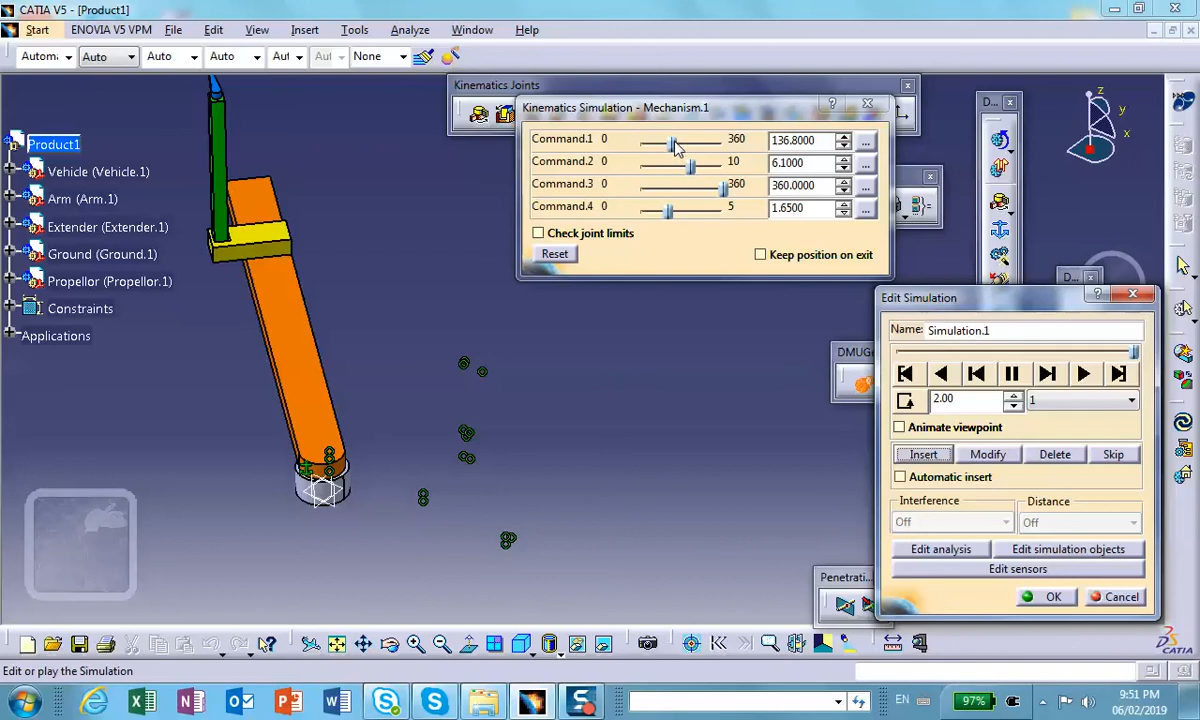 CATIA V5 - [Product1]
Start ENOVIA V5 VPM File Edit View Insert Tools Analyze Window Help
Autom Auto Auto Auto Aut Aut None
Kinematics Joints
Kinematics Simulation - Mechanism.1
D...
Command.1 0 360 136.8000 ...
Command.2 0 10 6.1000 ...
Command.3 0 360 360.0000 ...
Command.4 0 5 1.6500 ...
Check joint limits
Reset Keep position on exit
z
y
x
Product1
Vehicle (Vehicle.1)
Arm (Arm.1)
Extender (Extender.1)
Ground (Ground.1)
Propellor (Propellor.1)
Constraints
Applications
D...
Edit Simulation
Name: Simulation.1
DMUG
2.00 1
Animate viewpoint
Insert Modify Delete Skip
Automatic insert
Interference Distance
Off Off
Edit analysis Edit simulation objects
Edit sensors
OK Cancel
Penetrati...
CATIA
Edit or play the Simulation
EN 97% 9:51 PM
06/02/2019